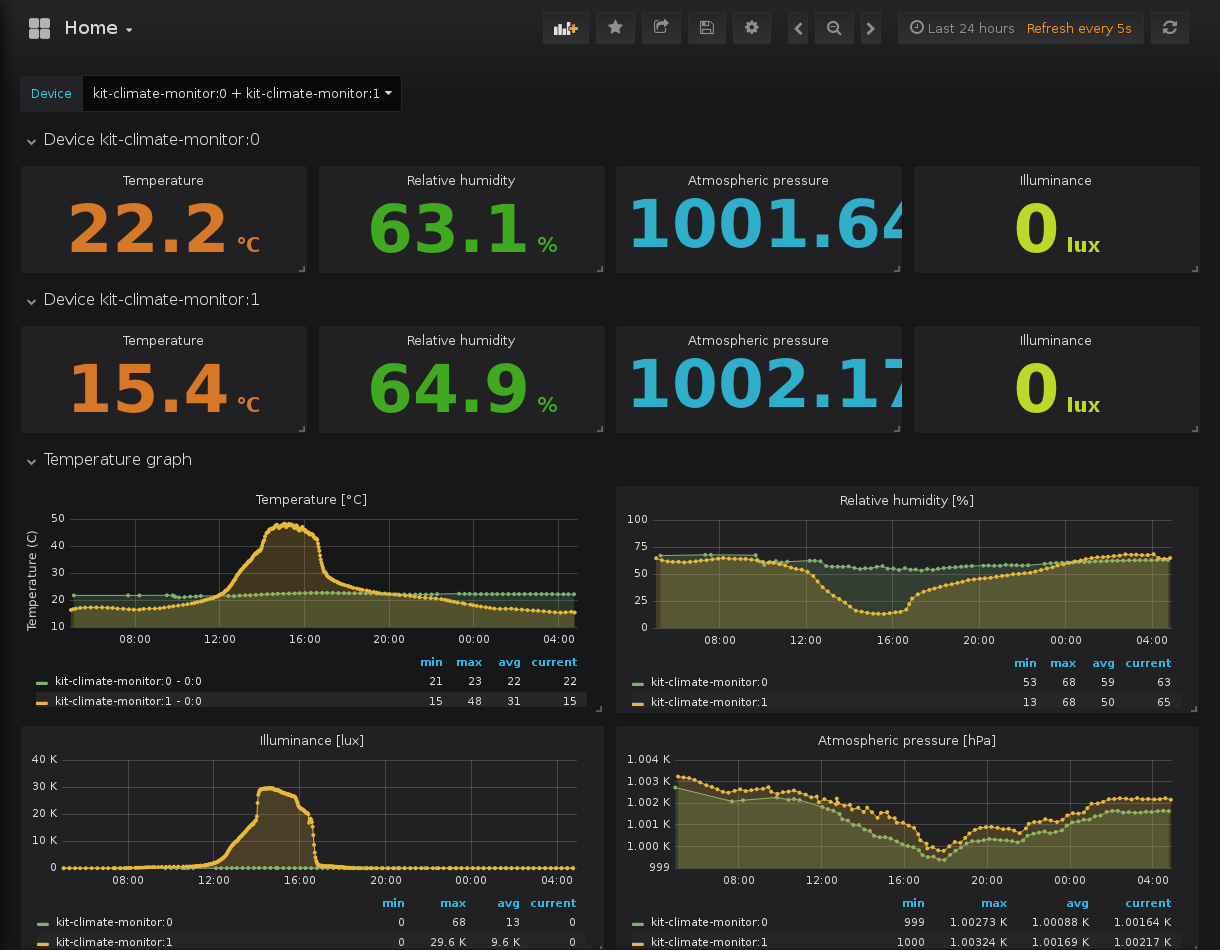 Home
Last 24 hours Refresh every 5s
Device kit-climate-monitor:0 + kit-climate-monitor:1
Device kit-climate-monitor:0
Temperature Relative humidity Atmospheric pressure Illuminance
22.2 °C 63.1 % 1001.64 0 lux
Device kit-climate-monitor:1
Temperature Relative humidity Atmospheric pressure Illuminance
15.4 °C 64.9 % 1002.17 0 lux
Temperature graph
Temperature [°C]
Temperature (C)
50
40
30
20
10
08:00 12:00 16:00 20:00 00:00 04:00
min max avg current
kit-climate-monitor:0 - 0:0 21 23 22 22
kit-climate-monitor:1 - 0:0 15 48 31 15
Relative humidity [%]
100
75
50
25
0
08:00 12:00 16:00 20:00 00:00 04:00
min max avg current
kit-climate-monitor:0 53 68 59 63
kit-climate-monitor:1 13 68 50 65
Illuminance [lux]
40 K
30 K
20 K
10 K
0
08:00 12:00 16:00 20:00 00:00 04:00
min max avg current
kit-climate-monitor:0 0 68 13 0
kit-climate-monitor:1 0 29.6 K 9.6 K 0
Atmospheric pressure [hPa]
1.004 K
1.003 K
1.002 K
1.001 K
1.000 K
999
08:00 12:00 16:00 20:00 00:00 04:00
min max avg current
kit-climate-monitor:0 999 1.00273 K 1.00088 K 1.00164 K
kit-climate-monitor:1 1000 1.00324 K 1.00169 K 1.00217 K